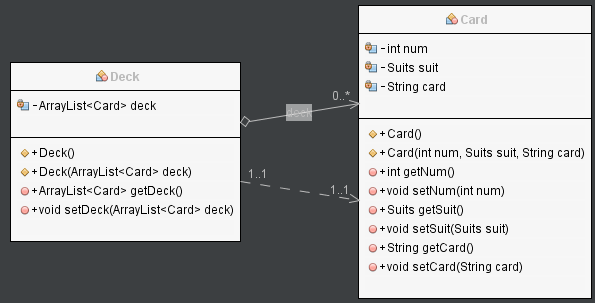 Deck
-ArrayList<Card> deck
+Deck()
+Deck(ArrayList<Card> deck)
+ArrayList<Card> getDeck()
+void setDeck(ArrayList<Card> deck)
deck
0..*
1..1
1..1
Card
-int num
-Suits suit
-String card
+Card()
+Card(int num, Suits suit, String card)
+int getNum()
+void setNum(int num)
+Suits getSuit()
+void setSuit(Suits suit)
+String getCard()
+void setCard(String card)